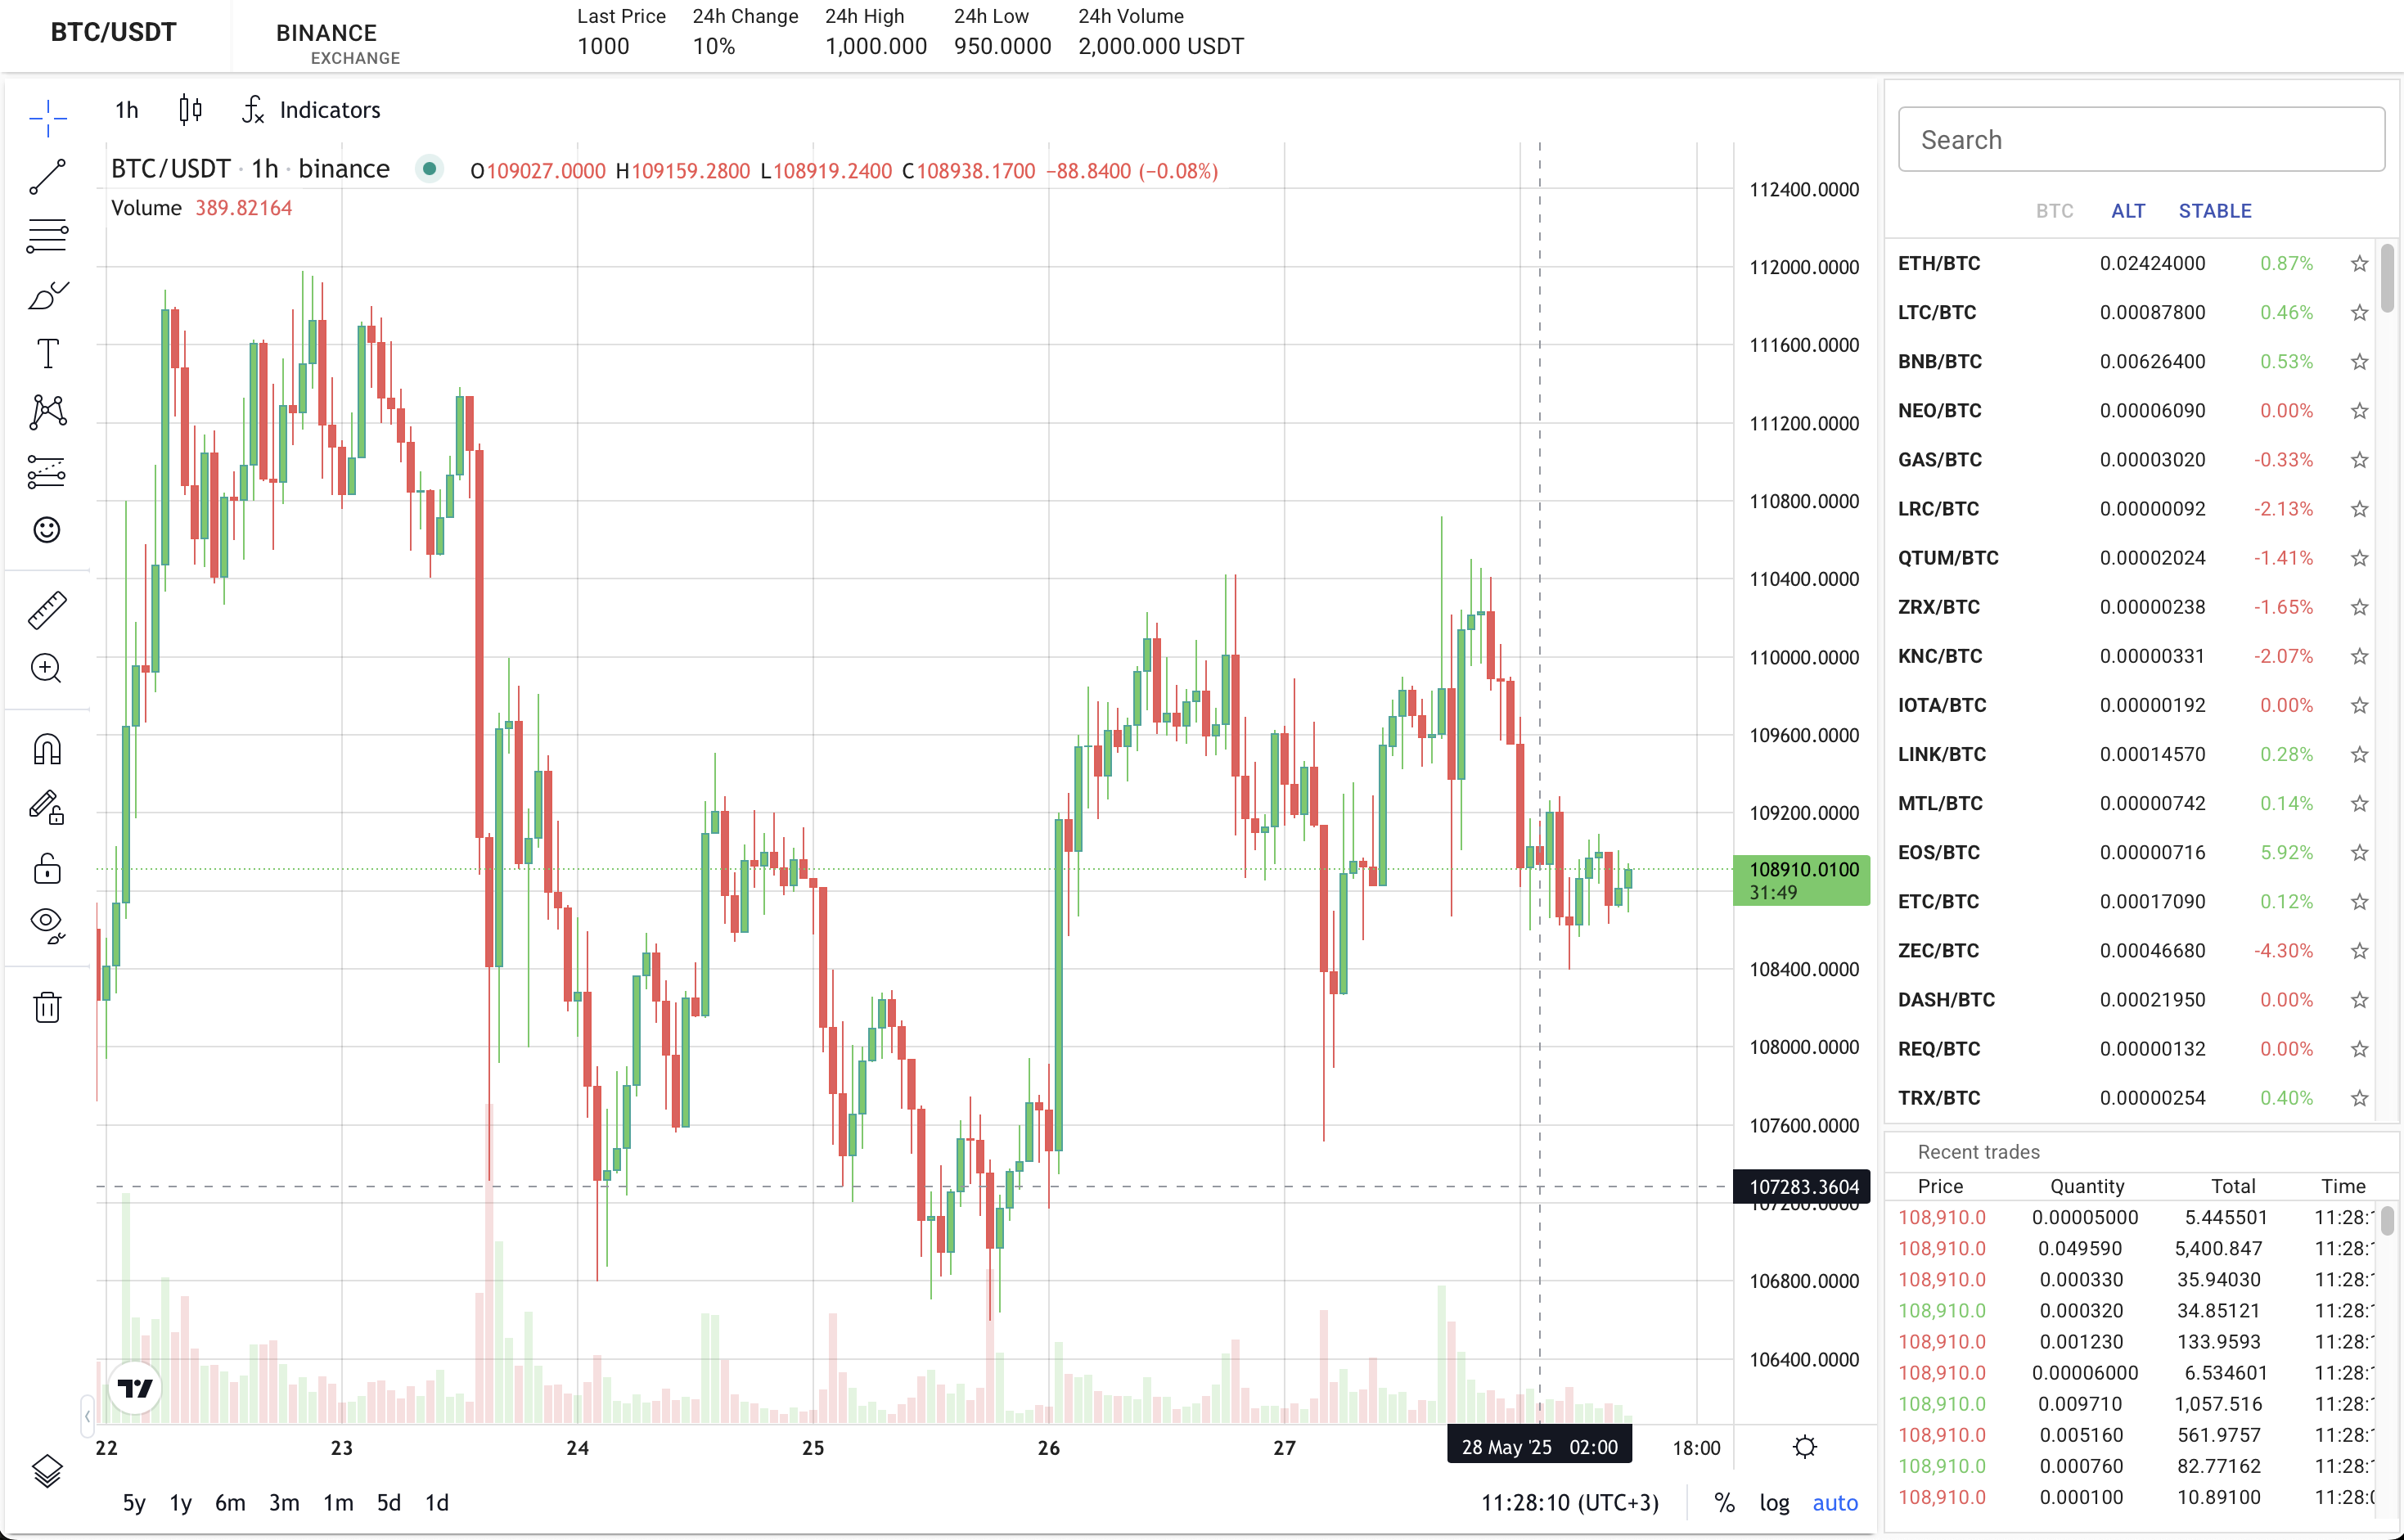 BTC/USDT
BINANCE
EXCHANGE
Last Price 24h Change 24h High 24h Low 24h Volume
1000 10% 1,000.000 950.0000 2,000.000 USDT
1h Indicators
BTC/USDT · 1h · binance O109027.0000 H109159.2800 L108919.2400 C108938.1700 −88.8400 (−0.08%)
Volume 389.82164
112400.0000
112000.0000
111600.0000
111200.0000
110800.0000
110400.0000
110000.0000
109600.0000
109200.0000
108910.0100
31:49
108400.0000
108000.0000
107600.0000
107283.3604
107200.0000
106800.0000
106400.0000
22 23 24 25 26 27 28 May '25 02:00 18:00
5y 1y 6m 3m 1m 5d 1d
11:28:10 (UTC+3) % log auto
Search
BTC ALT STABLE
ETH/BTC 0.02424000 0.87%
LTC/BTC 0.00087800 0.46%
BNB/BTC 0.00626400 0.53%
NEO/BTC 0.00006090 0.00%
GAS/BTC 0.00003020 -0.33%
LRC/BTC 0.00000092 -2.13%
QTUM/BTC 0.00002024 -1.41%
ZRX/BTC 0.00000238 -1.65%
KNC/BTC 0.00000331 -2.07%
IOTA/BTC 0.00000192 0.00%
LINK/BTC 0.00014570 0.28%
MTL/BTC 0.00000742 0.14%
EOS/BTC 0.00000716 5.92%
ETC/BTC 0.00017090 0.12%
ZEC/BTC 0.00046680 -4.30%
DASH/BTC 0.00021950 0.00%
REQ/BTC 0.00000132 0.00%
TRX/BTC 0.00000254 0.40%
Recent trades
Price Quantity Total Time
108,910.0 0.00005000 5.445501 11:28:
108,910.0 0.049590 5,400.847 11:28:
108,910.0 0.000330 35.94030 11:28:
108,910.0 0.000320 34.85121 11:28:
108,910.0 0.001230 133.9593 11:28:
108,910.0 0.00006000 6.534601 11:28:
108,910.0 0.009710 1,057.516 11:28:
108,910.0 0.005160 561.9757 11:28:
108,910.0 0.000760 82.77162 11:28:
108,910.0 0.000100 10.89100 11:28: